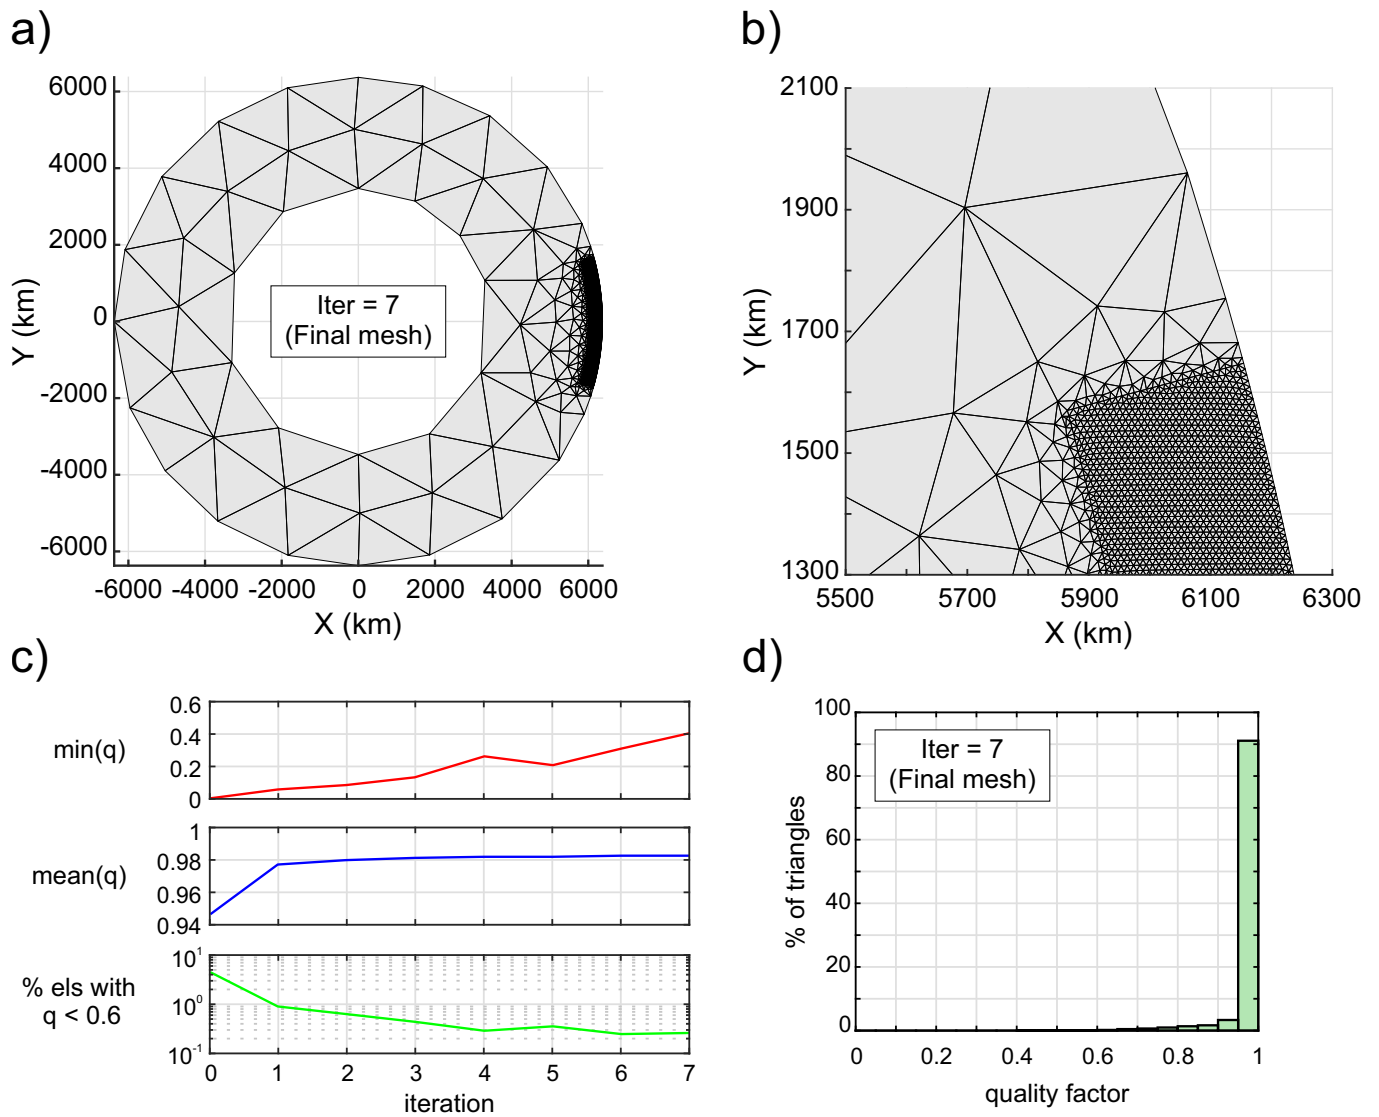 a)
6000
4000
2000
0
-2000
-4000
-6000
Y (km)
-6000 -4000 -2000 0 2000 4000 6000
X (km)
Iter = 7
(Final mesh)
b)
2100
1900
1700
1500
1300
Y (km)
5500 5700 5900 6100 6300
X (km)
c)
min(q)
0.6
0.4
0.2
0
mean(q)
1
0.98
0.96
0.94
% els with
q < 0.6
10^1
10^0
10^-1
0 1 2 3 4 5 6 7
iteration
d)
100
80
60
40
20
0
% of triangles
Iter = 7
(Final mesh)
0 0.2 0.4 0.6 0.8 1
quality factor